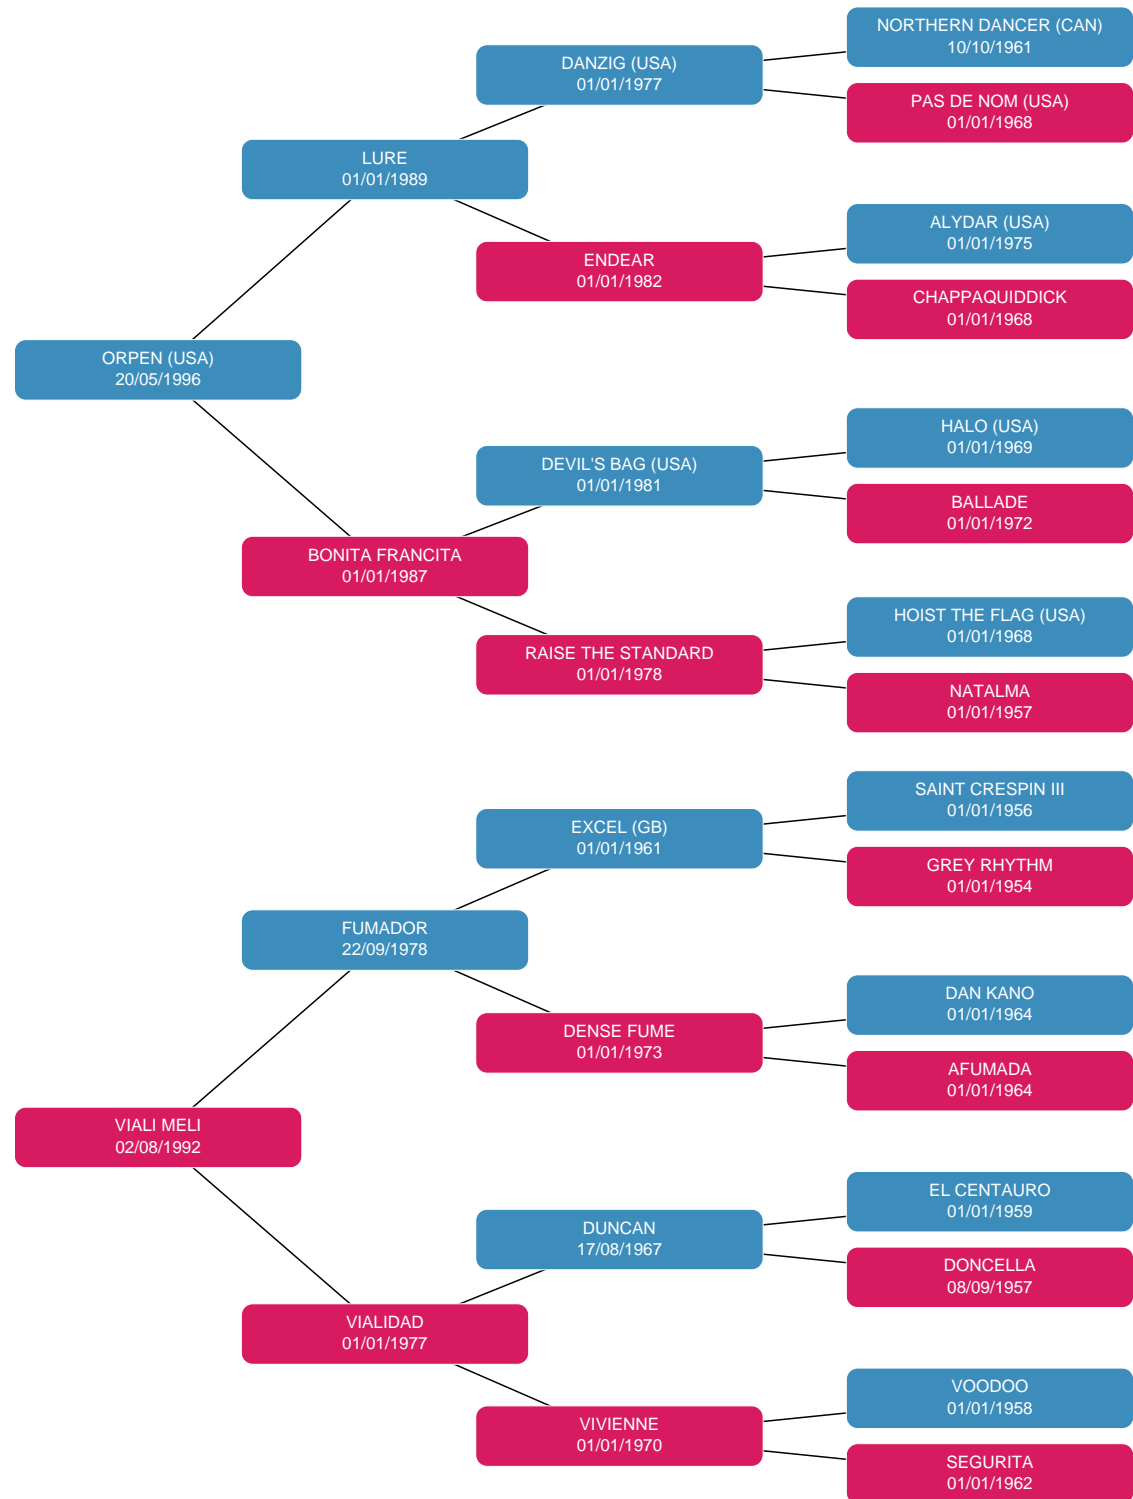 NORTHERN DANCER (CAN)
10/10/1961
DANZIG (USA)
01/01/1977
PAS DE NOM (USA)
01/01/1968
LURE
01/01/1989
ALYDAR (USA)
01/01/1975
ENDEAR
01/01/1982
CHAPPAQUIDDICK
01/01/1968
ORPEN (USA)
20/05/1996
HALO (USA)
01/01/1969
DEVIL'S BAG (USA)
01/01/1981
BALLADE
01/01/1972
BONITA FRANCITA
01/01/1987
HOIST THE FLAG (USA)
01/01/1968
RAISE THE STANDARD
01/01/1978
NATALMA
01/01/1957
SAINT CRESPIN III
01/01/1956
EXCEL (GB)
01/01/1961
GREY RHYTHM
01/01/1954
FUMADOR
22/09/1978
DAN KANO
01/01/1964
DENSE FUME
01/01/1973
AFUMADA
01/01/1964
VIALI MELI
02/08/1992
EL CENTAURO
01/01/1959
DUNCAN
17/08/1967
DONCELLA
08/09/1957
VIALIDAD
01/01/1977
VOODOO
01/01/1958
VIVIENNE
01/01/1970
SEGURITA
01/01/1962